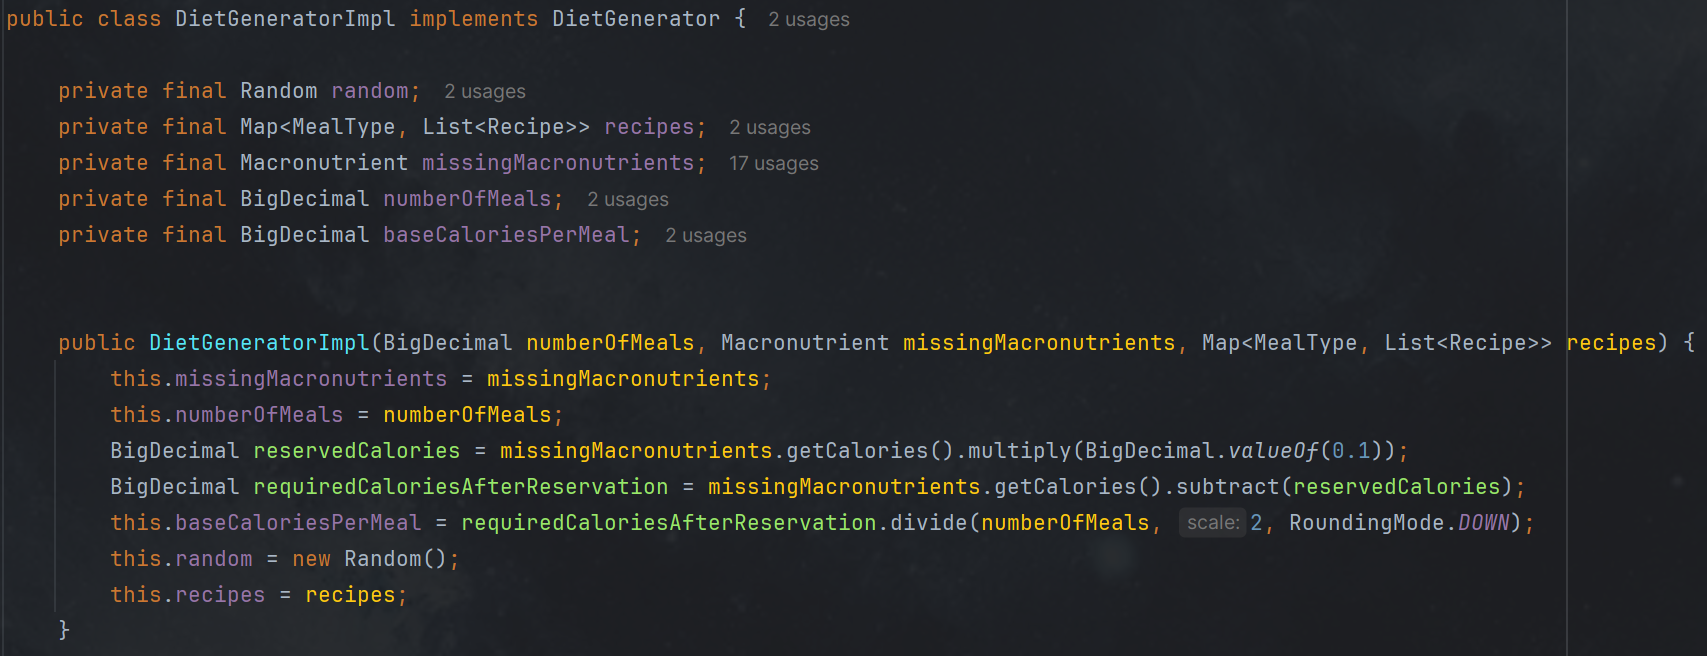 public class DietGeneratorImpl implements DietGenerator { 2 usages
private final Random random; 2 usages
private final Map<MealType, List<Recipe>> recipes; 2 usages
private final Macronutrient missingMacronutrients; 17 usages
private final BigDecimal numberOfMeals; 2 usages
private final BigDecimal baseCaloriesPerMeal; 2 usages
public DietGeneratorImpl(BigDecimal numberOfMeals, Macronutrient missingMacronutrients, Map<MealType, List<Recipe>> recipes) {
this.missingMacronutrients = missingMacronutrients;
this.numberOfMeals = numberOfMeals;
BigDecimal reservedCalories = missingMacronutrients.getCalories().multiply(BigDecimal.valueOf(0.1));
BigDecimal requiredCaloriesAfterReservation = missingMacronutrients.getCalories().subtract(reservedCalories);
this.baseCaloriesPerMeal = requiredCaloriesAfterReservation.divide(numberOfMeals, scale: 2, RoundingMode.DOWN);
this.random = new Random();
this.recipes = recipes;
}